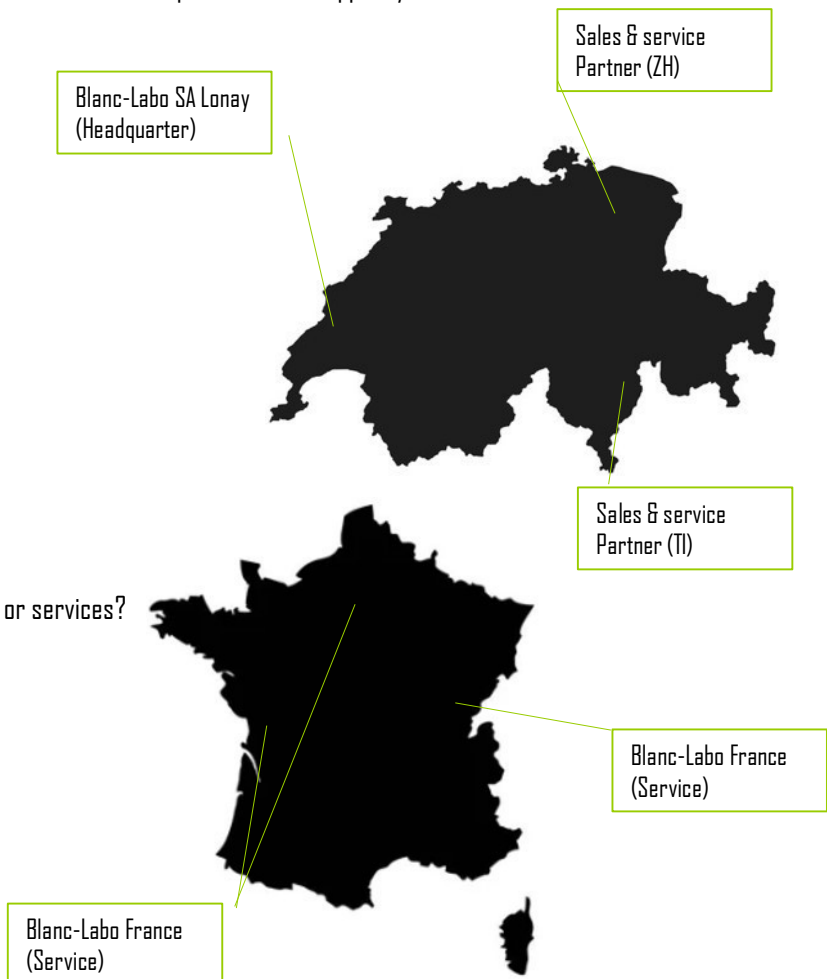 Sales & service
Partner (ZH)
Blanc-Labo SA Lonay
(Headquarter)
Sales & service
Partner (TI)
or services?
Blanc-Labo France
(Service)
Blanc-Labo France
(Service)